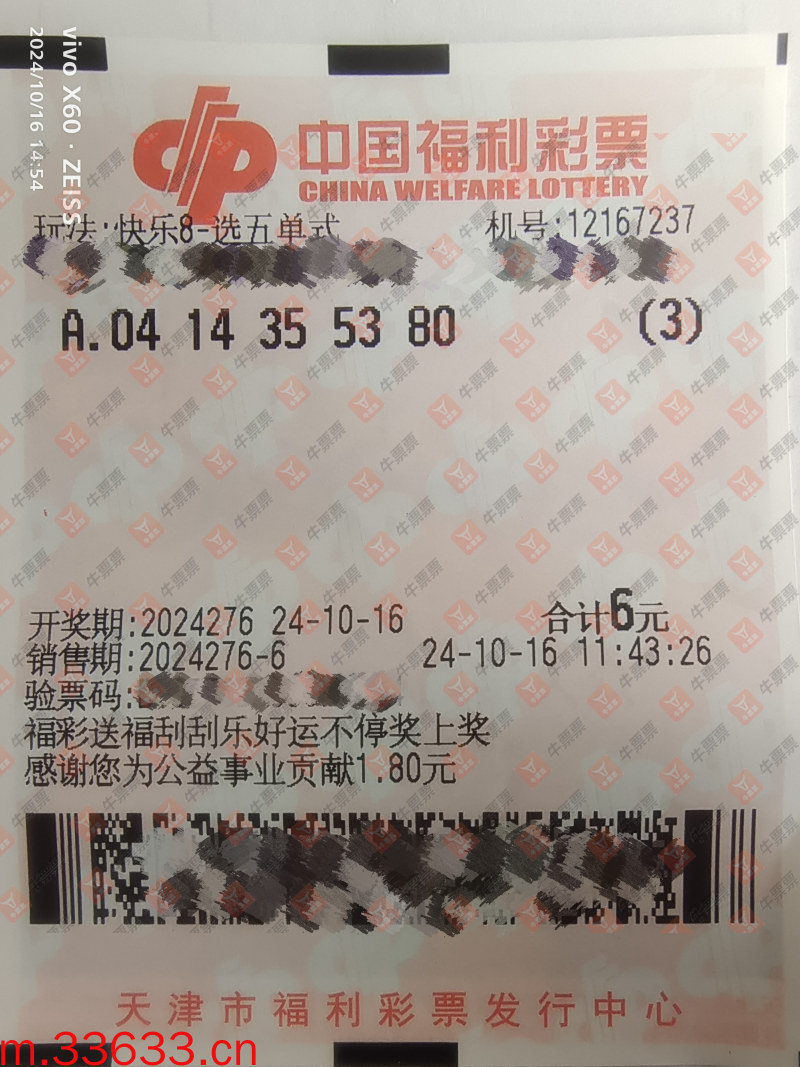 vivo X60 · ZEISS
2024/10/16 14:54
中国福利彩票
CHINA WELFARE LOTTERY
玩法:快乐8-选五单式 机号:12167237
A.04 14 35 53 80 (3)
开奖期:2024276 24-10-16 合计6元
销售期:2024276-6 24-10-16 11:43:26
验票码:
福彩送福刮刮乐好运不停奖上奖
感谢您为公益事业贡献1.80元
天津市福利彩票发行中心
m.33633.cn
牛票票